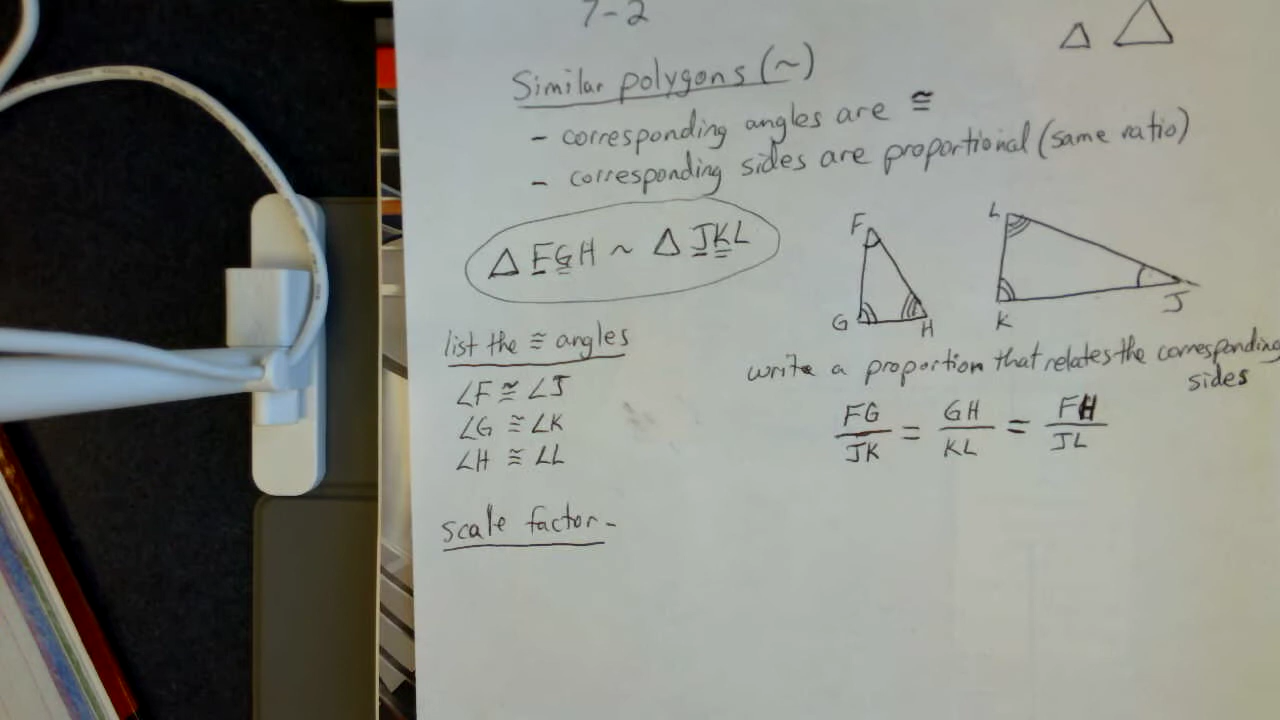 7-2
Similar polygons (~)
- corresponding angles are ≅
- corresponding sides are proportional (same ratio)
△ FGH ~ △ JKL
F
G
H
L
K
J
list the ≅ angles
∠F ≅ ∠J
∠G ≅ ∠K
∠H ≅ ∠L
write a proportion that relates the corresponding
sides
FG/JK = GH/KL = FH/JL
scale factor -